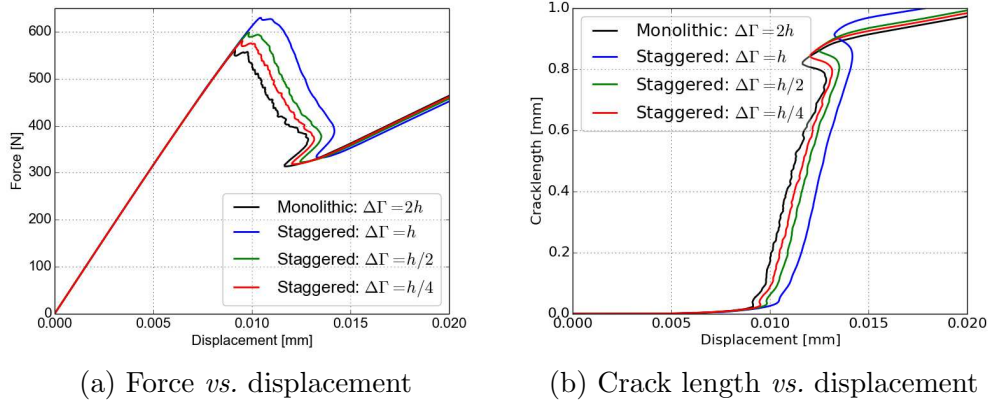 600
500
400
300
200
100
0
Force [N]
Monolithic: ΔΓ=2h
Staggered: ΔΓ=h
Staggered: ΔΓ=h/2
Staggered: ΔΓ=h/4
0.000 0.005 0.010 0.015 0.020
Displacement [mm]
(a) Force vs. displacement
1.0
0.8
0.6
0.4
0.2
0.0
Cracklength [mm]
Monolithic: ΔΓ=2h
Staggered: ΔΓ=h
Staggered: ΔΓ=h/2
Staggered: ΔΓ=h/4
0.000 0.005 0.010 0.015 0.020
Displacement [mm]
(b) Crack length vs. displacement